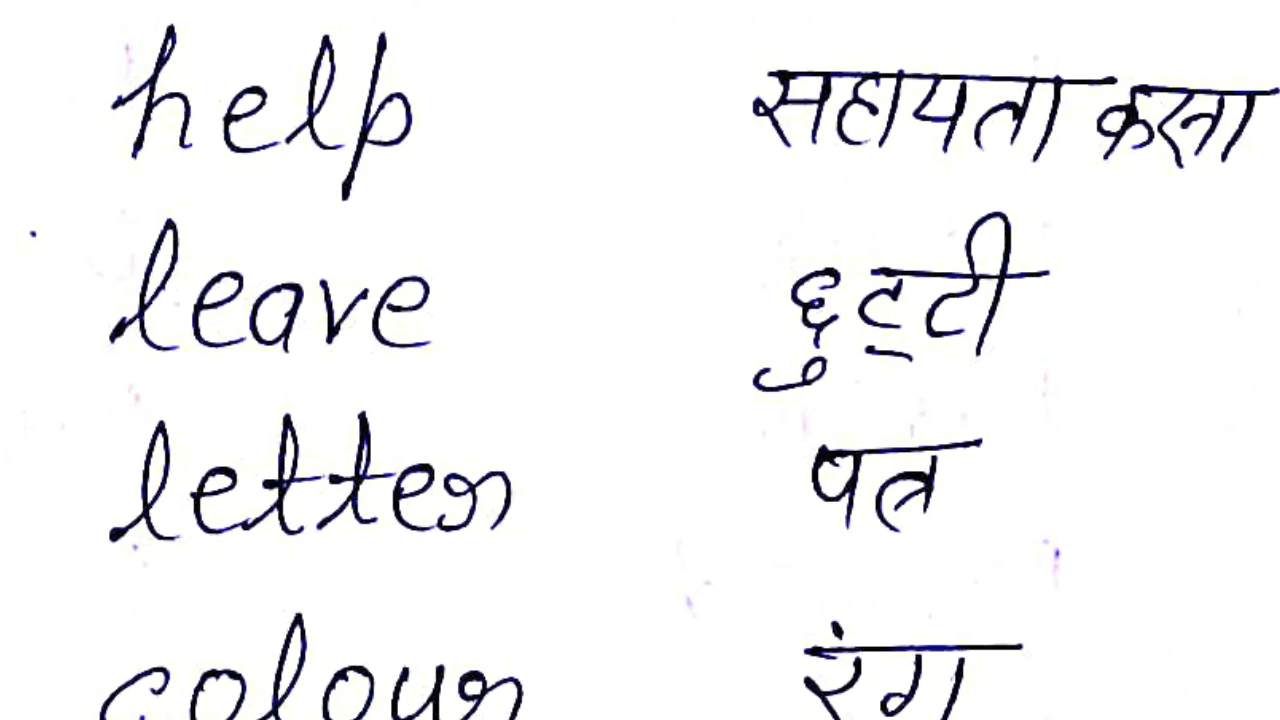 help सहायता करना
leave छुट्टी
letter पत्र
colour रंग